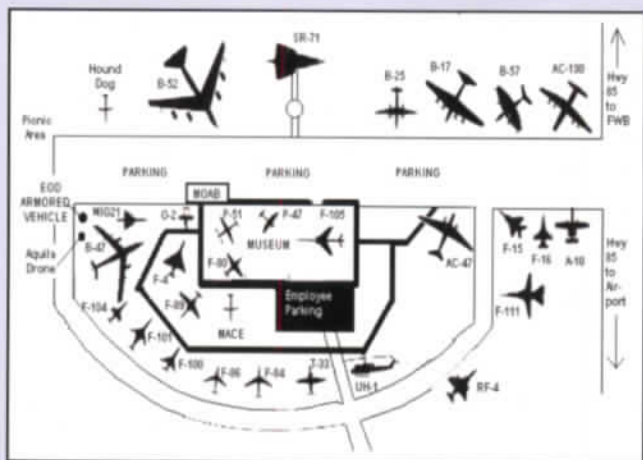 SR-71
Hound
Dog
B-52
B-25
B-17
B-57
AC-130
Hwy
85
to
FWB
Picnic
Area
PARKING
PARKING
PARKING
EOD
ARMORED
VEHICLE
MOAB
MIG21
O-2
P-51
P-47
F-105
MUSEUM
Aquila
Drone
B-47
F-4
F-80
AC-47
F-15
F-16
A-10
F-111
Hwy
85
to
Air-
port
F-104
F-89
MACE
Employee
Parking
F-101
F-100
F-86
F-84
T-33
UH-1
RF-4